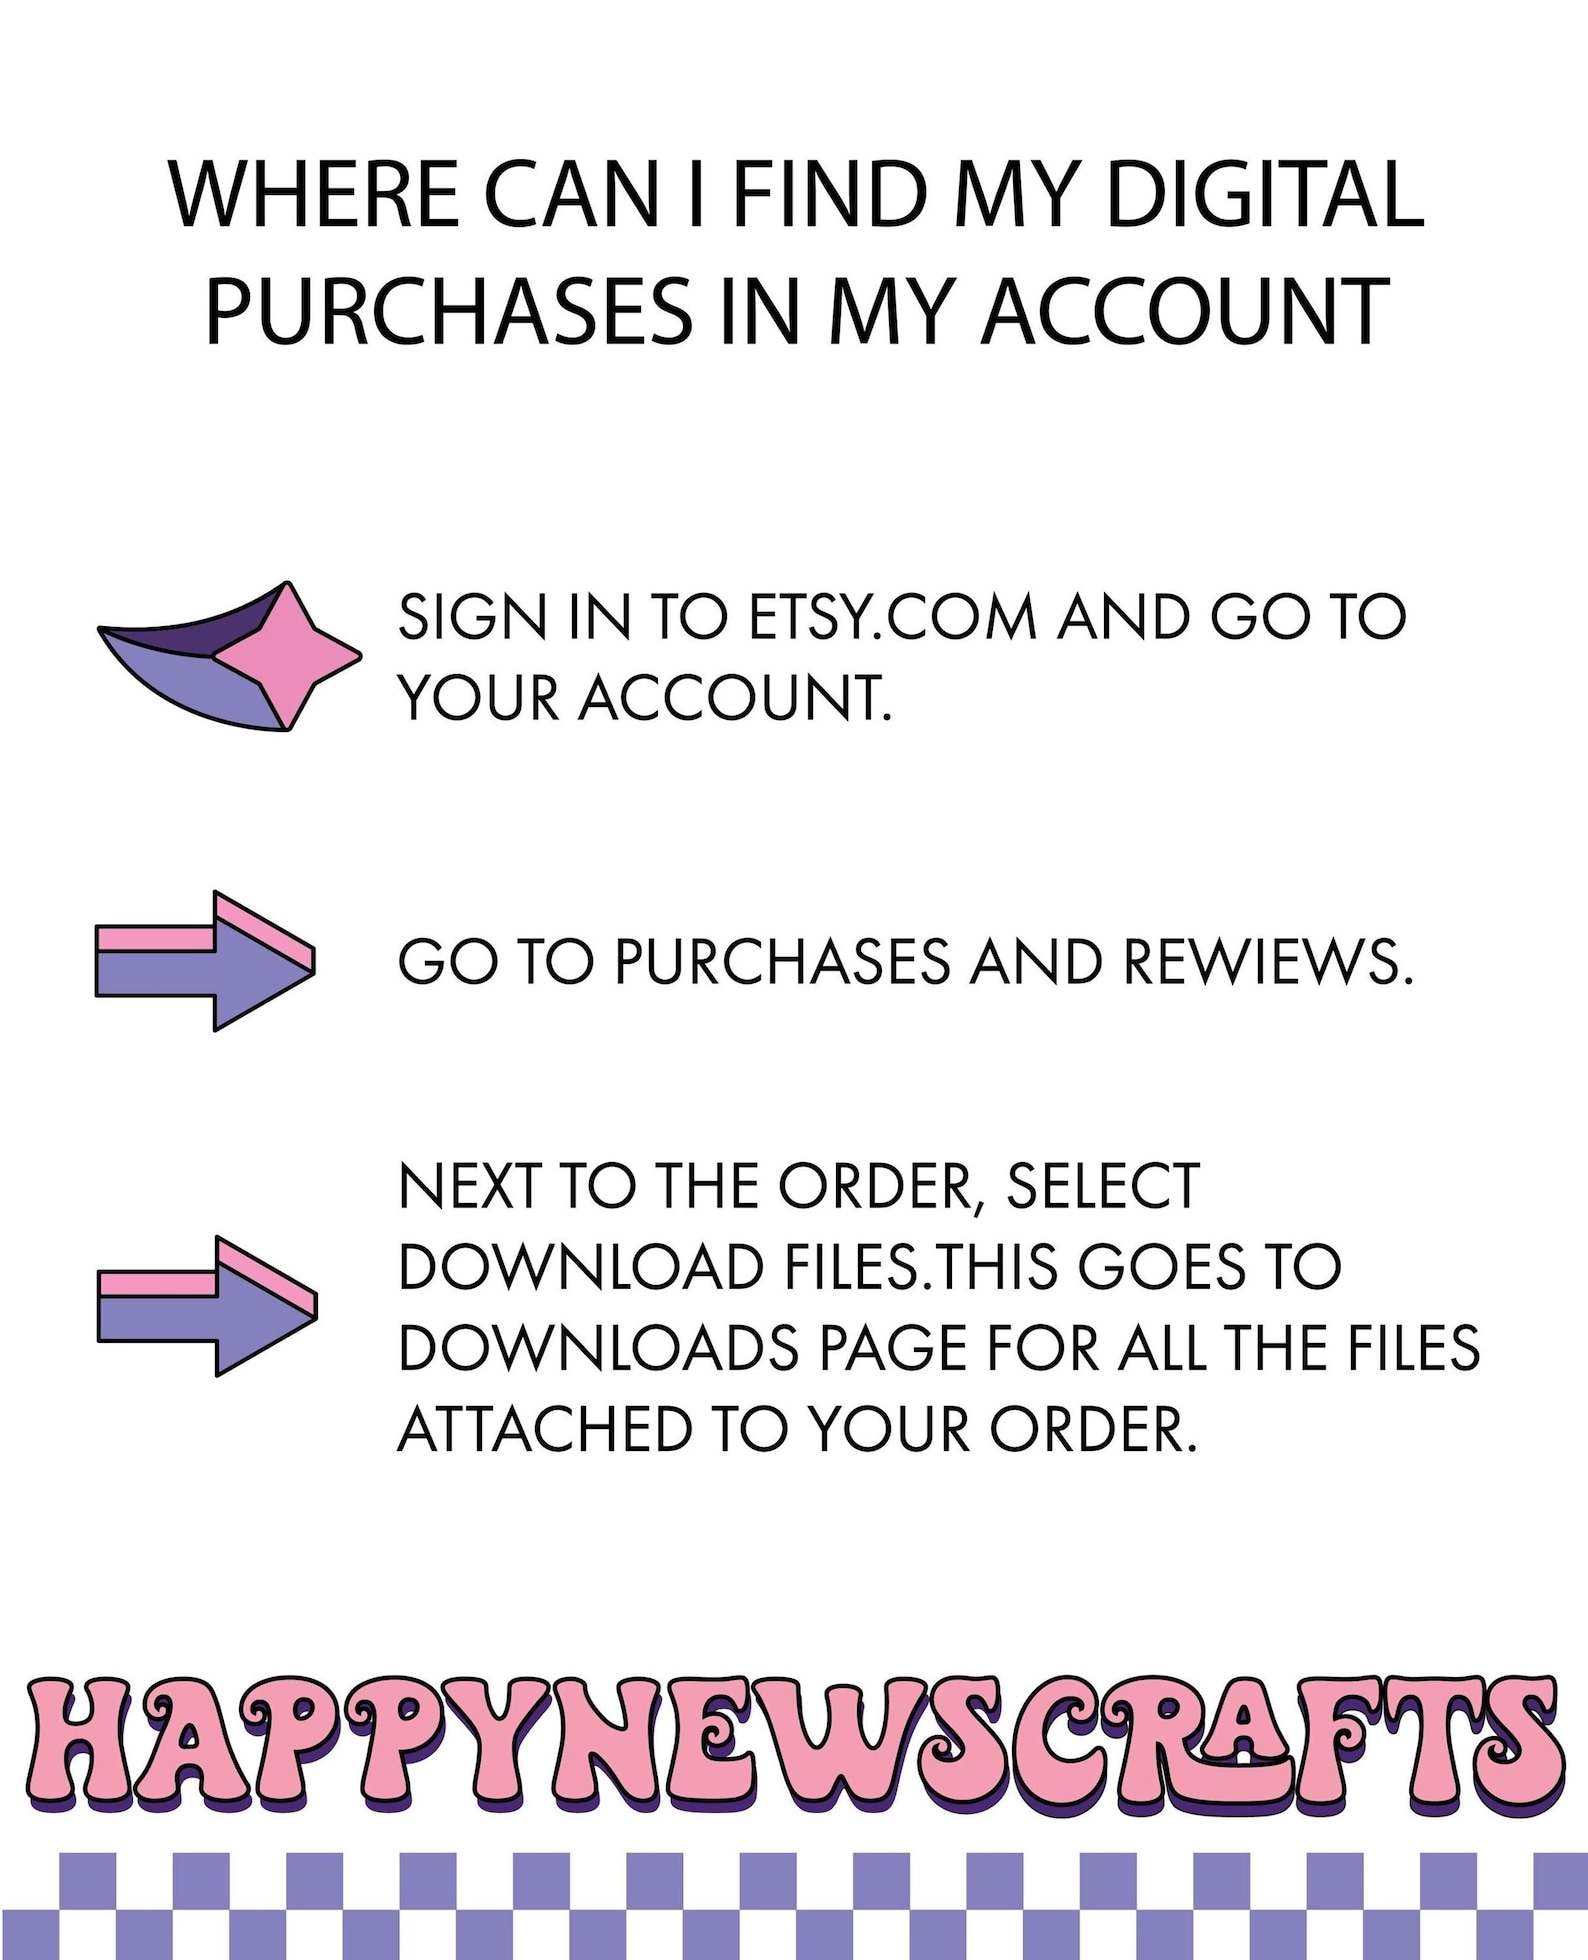 WHERE CAN I FIND MY DIGITAL
PURCHASES IN MY ACCOUNT
SIGN IN TO ETSY.COM AND GO TO
YOUR ACCOUNT.
GO TO PURCHASES AND REWIEWS.
NEXT TO THE ORDER, SELECT
DOWNLOAD FILES.THIS GOES TO
DOWNLOADS PAGE FOR ALL THE FILES
ATTACHED TO YOUR ORDER.
HAPPYNEWSCRAFTS